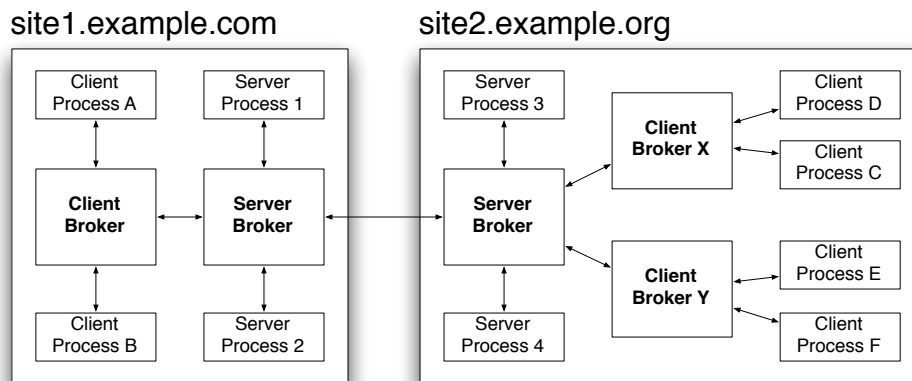 site1.example.com
site2.example.org
Client
Process A
Server
Process 1
Client
Broker
Server
Broker
Client
Process B
Server
Process 2
Server
Process 3
Server
Broker
Server
Process 4
Client
Broker X
Client
Broker Y
Client
Process D
Client
Process C
Client
Process E
Client
Process F